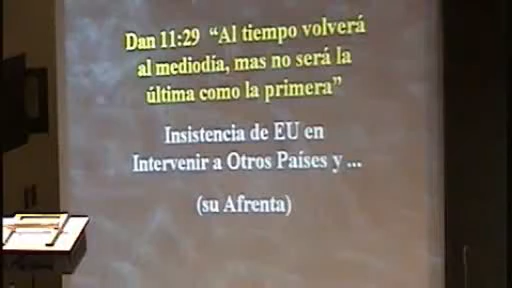 Dan 11:29 “Al tiempo volverá
al mediodía, mas no será la
última como la primera”
Insistencia de EU en
Intervenir a Otros Países y ...
(su Afrenta)